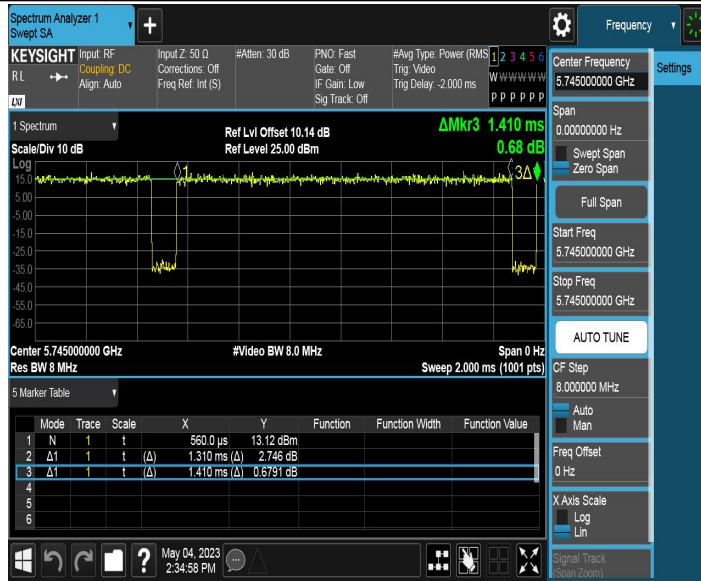 Spectrum Analyzer 1
Swept SA
+
Frequency
KEYSIGHT
RL
LXI
Input: RF
Coupling: DC
Align: Auto
Input Z: 50 Ω
Corrections: Off
Freq Ref: Int (S)
#Atten: 30 dB
PNO: Fast
Gate: Off
IF Gain: Low
Sig Track: Off
#Avg Type: Power (RMS
Trig: Video
Trig Delay: -2.000 ms
1 2 3 4 5 6
W W W W W W
P P P P P P
Center Frequency
5.745000000 GHz
Settings
Span
0.00000000 Hz
Swept Span
Zero Span
Full Span
Start Freq
5.745000000 GHz
Stop Freq
5.745000000 GHz
AUTO TUNE
CF Step
8.000000 MHz
Auto
Man
Freq Offset
0 Hz
X Axis Scale
Log
Lin
Signal Track
(Span Zoom)
1 Spectrum
Scale/Div 10 dB
Ref Lvl Offset 10.14 dB
Ref Level 25.00 dBm
ΔMkr3 1.410 ms
0.68 dB
Log
15.0
5.00
-5.0
-15.0
-25.0
-35.0
-45.0
-55.0
-65.0
1
3Δ
Center 5.745000000 GHz
Res BW 8 MHz
#Video BW 8.0 MHz
Span 0 Hz
Sweep 2.000 ms (1001 pts)
5 Marker Table
Mode Trace Scale X Y Function Function Width Function Value
1 N 1 t 560.0 µs 13.12 dBm
2 Δ1 1 t (Δ) 1.310 ms (Δ) 2.746 dB
3 Δ1 1 t (Δ) 1.410 ms (Δ) 0.6791 dB
4
5
6
?
May 04, 2023
2:34:58 PM